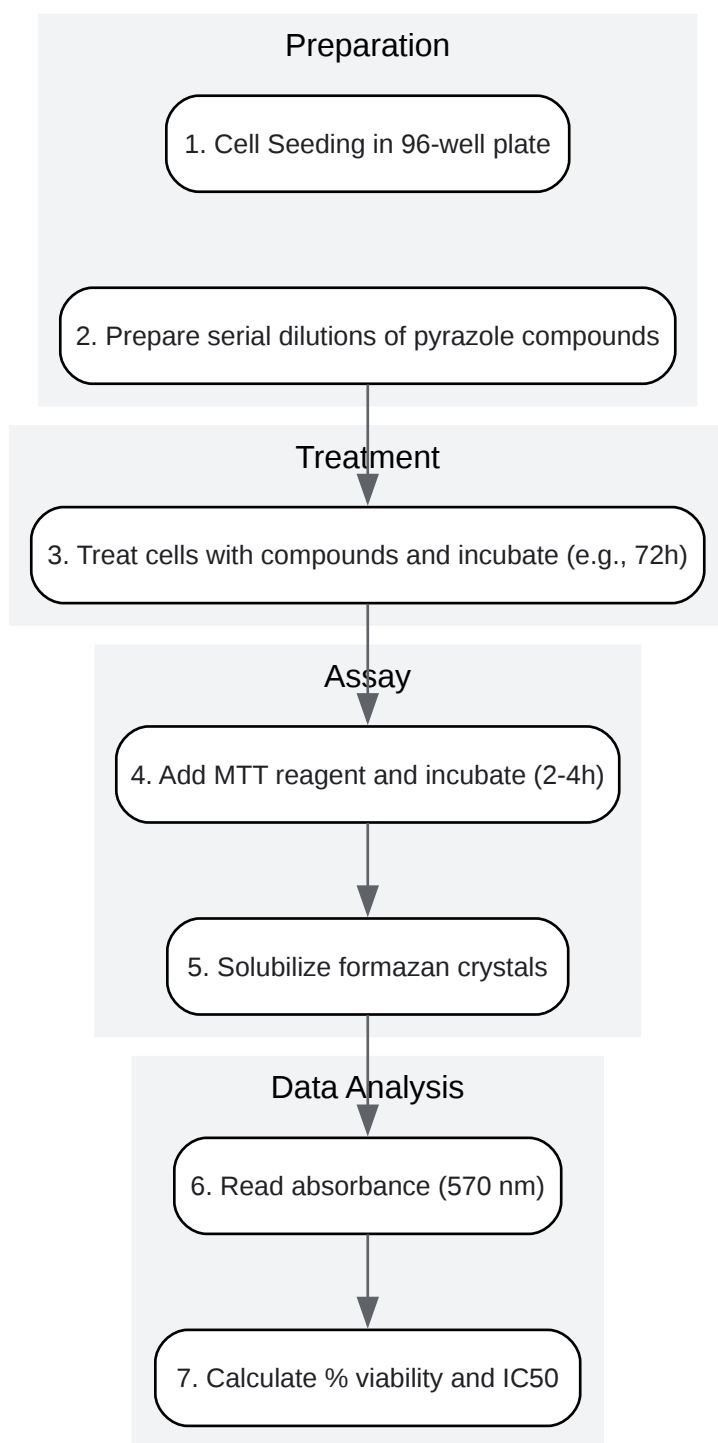 Preparation
1. Cell Seeding in 96-well plate
2. Prepare serial dilutions of pyrazole compounds
Treatment
3. Treat cells with compounds and incubate (e.g., 72h)
Assay
4. Add MTT reagent and incubate (2-4h)
5. Solubilize formazan crystals
Data Analysis
6. Read absorbance (570 nm)
7. Calculate % viability and IC50